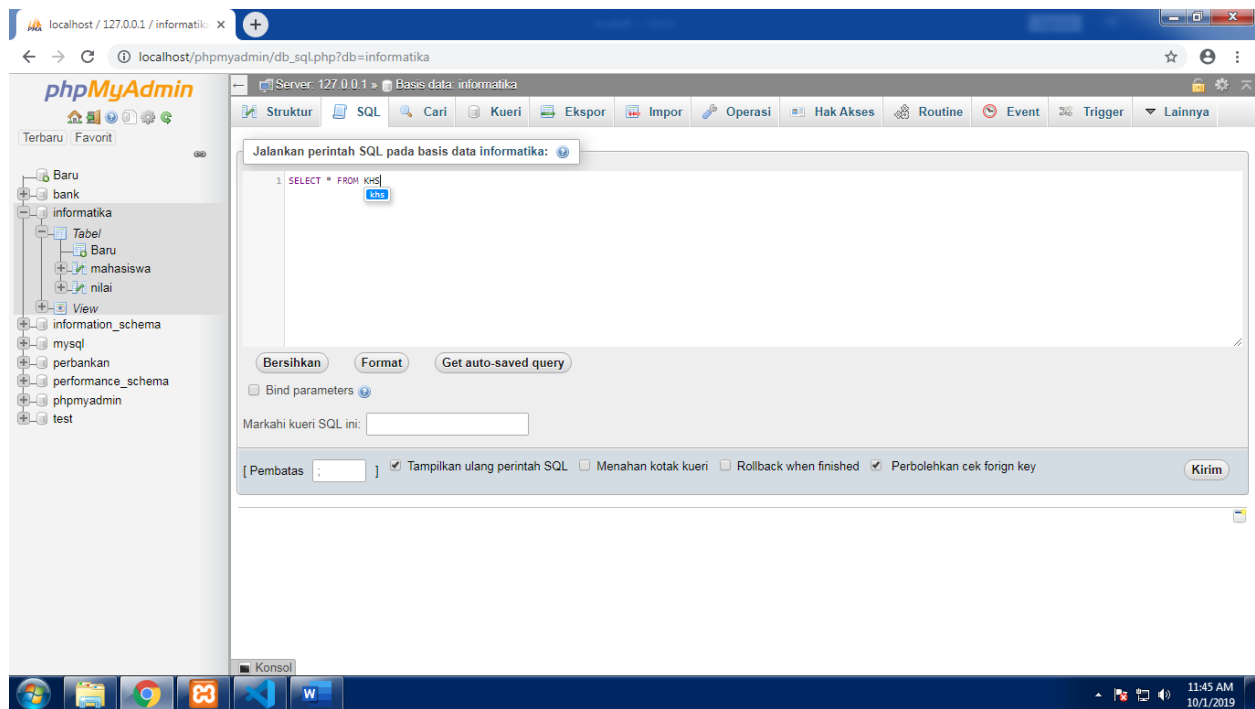 localhost / 127.0.0.1 / informatika
localhost/phpmyadmin/db_sql.php?db=informatika
phpMyAdmin
Terbaru Favorit
Baru
bank
informatika
Tabel
Baru
mahasiswa
nilai
View
information_schema
mysql
perbankan
performance_schema
phpmyadmin
test
Server: 127.0.0.1 » Basis data: informatika
Struktur SQL Cari Kueri Ekspor Impor Operasi Hak Akses Routine Event Trigger Lainnya
Jalankan perintah SQL pada basis data informatika:
1 SELECT * FROM KHS
khs
Bersihkan Format Get auto-saved query
Bind parameters
Markahi kueri SQL ini:
[ Pembatas ; ] Tampilkan ulang perintah SQL Menahan kotak kueri Rollback when finished Perbolehkan cek forign key Kirim
Konsol
11:45 AM
10/1/2019